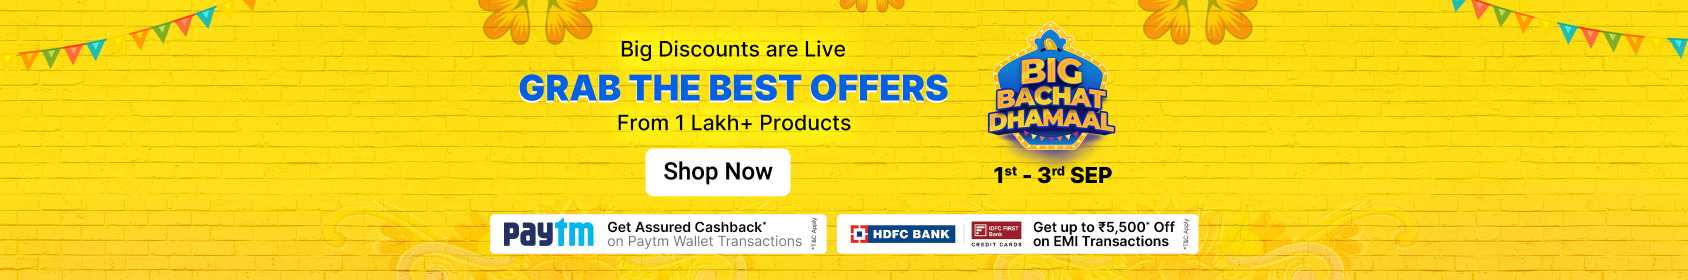 Big Discounts are Live
GRAB THE BEST OFFERS
From 1 Lakh+ Products
Shop Now
BIG
BACHAT
DHAMAAL
1st - 3rd SEP
paytm
Get Assured Cashback*
on Paytm Wallet Transactions
*T&C Apply
HDFC BANK
IDFC FIRST
Bank
CREDIT CARDS
Get up to ₹5,500* Off
on EMI Transactions
*T&C Apply